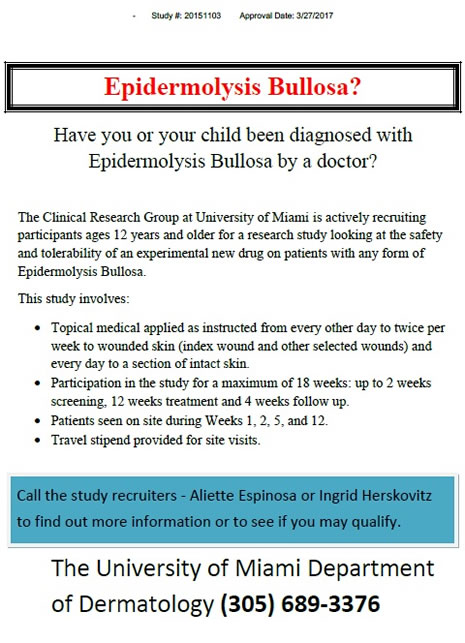 - Study #: 20151103 Approval Date: 3/27/2017
Epidermolysis Bullosa?
Have you or your child been diagnosed with
Epidermolysis Bullosa by a doctor?
The Clinical Research Group at University of Miami is actively recruiting
participants ages 12 years and older for a research study looking at the safety
and tolerability of an experimental new drug on patients with any form of
Epidermolysis Bullosa.
This study involves:
• Topical medical applied as instructed from every other day to twice per
week to wounded skin (index wound and other selected wounds) and
every day to a section of intact skin.
• Participation in the study for a maximum of 18 weeks: up to 2 weeks
screening, 12 weeks treatment and 4 weeks follow up.
• Patients seen on site during Weeks 1, 2, 5, and 12.
• Travel stipend provided for site visits.
Call the study recruiters - Aliette Espinosa or Ingrid Herskovitz
to find out more information or to see if you may qualify.
The University of Miami Department
of Dermatology (305) 689-3376